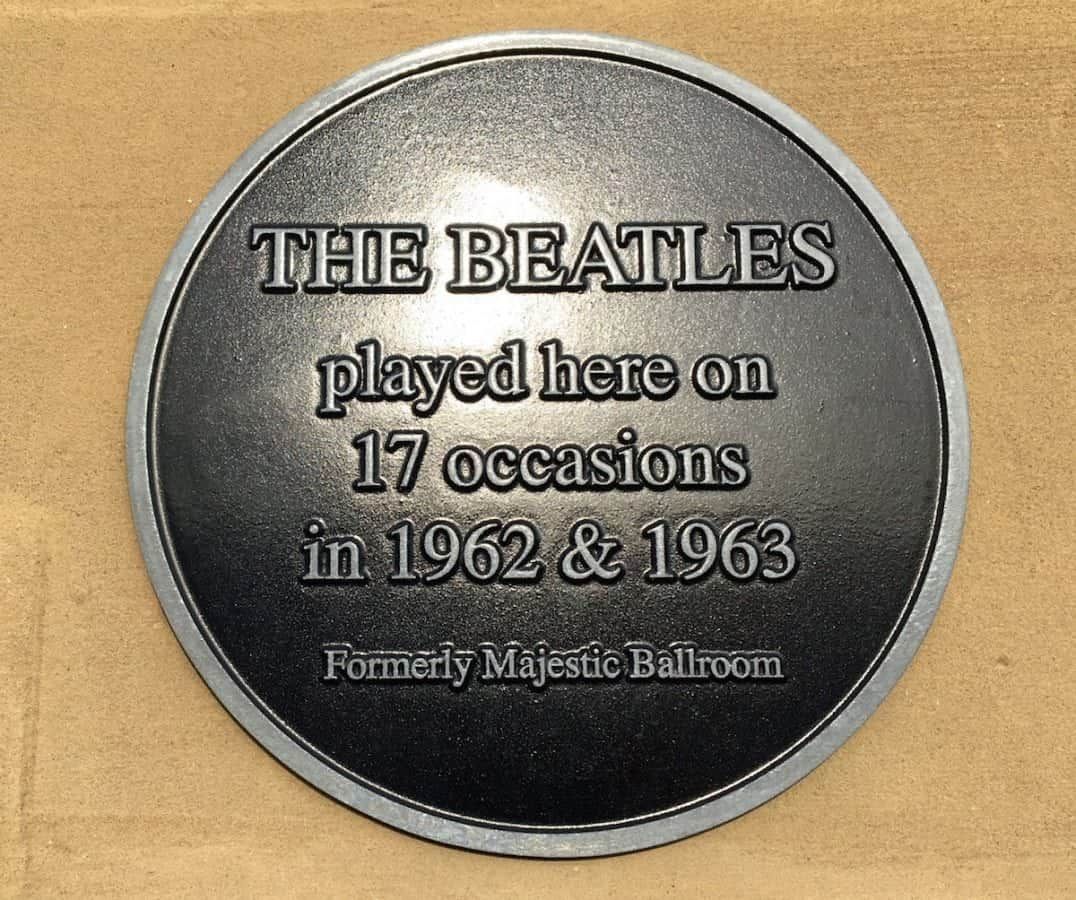 THE BEATLES
played here on
17 occasions
in 1962 & 1963
Formerly Majestic Ballroom